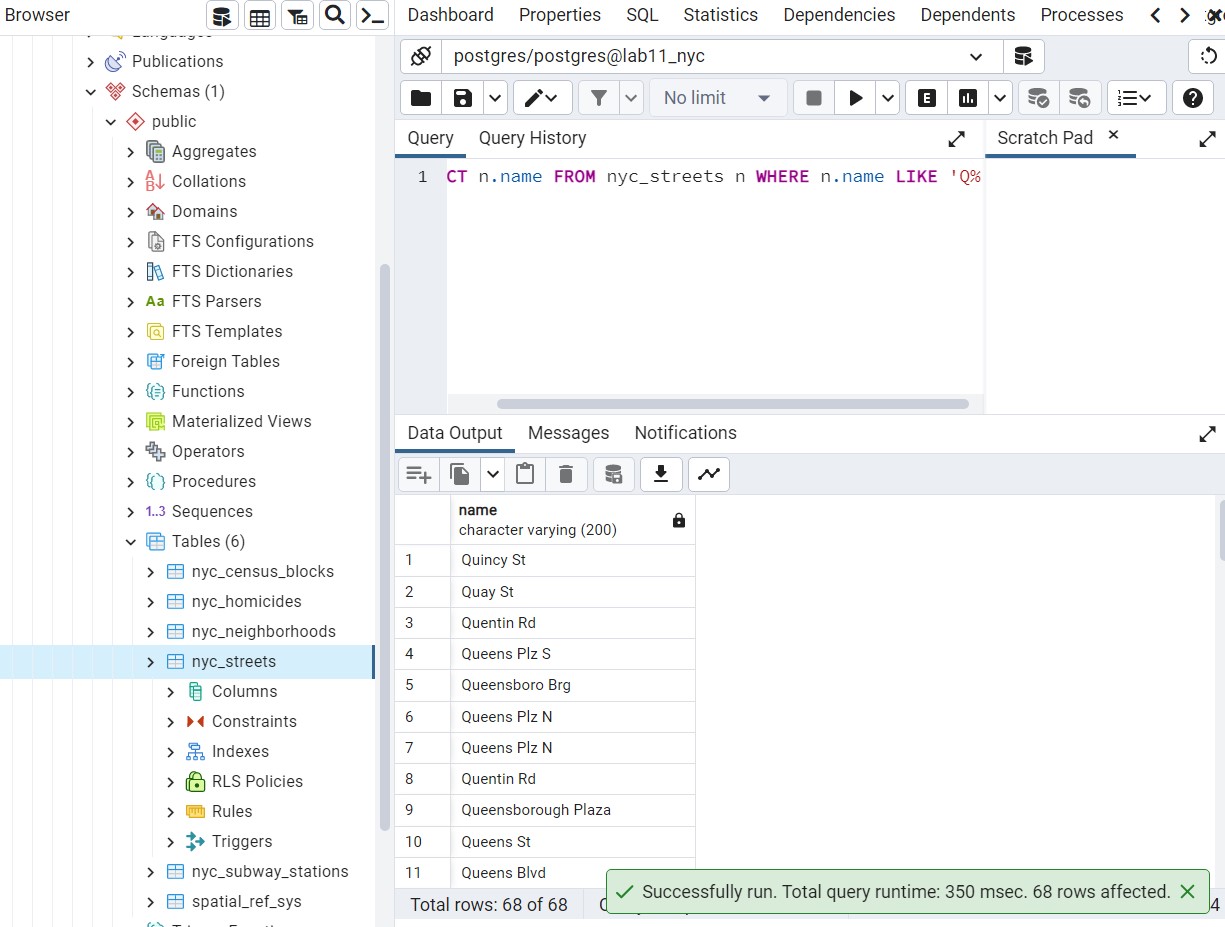 Browser
Publications
Schemas (1)
public
Aggregates
Collations
Domains
FTS Configurations
FTS Dictionaries
Aa FTS Parsers
FTS Templates
Foreign Tables
Functions
Materialized Views
Operators
Procedures
1..3 Sequences
Tables (6)
nyc_census_blocks
nyc_homicides
nyc_neighborhoods
nyc_streets
Columns
Constraints
Indexes
RLS Policies
Rules
Triggers
nyc_subway_stations
spatial_ref_sys
Dashboard Properties SQL Statistics Dependencies Dependents Processes
postgres/postgres@lab11_nyc
No limit
E
Query Query History
Scratch Pad
1 CT n.name FROM nyc_streets n WHERE n.name LIKE 'Q%
Data Output Messages Notifications
name
character varying (200)
1 Quincy St
2 Quay St
3 Quentin Rd
4 Queens Plz S
5 Queensboro Brg
6 Queens Plz N
7 Queens Plz N
8 Quentin Rd
9 Queensborough Plaza
10 Queens St
11 Queens Blvd
Total rows: 68 of 68
Successfully run. Total query runtime: 350 msec. 68 rows affected.